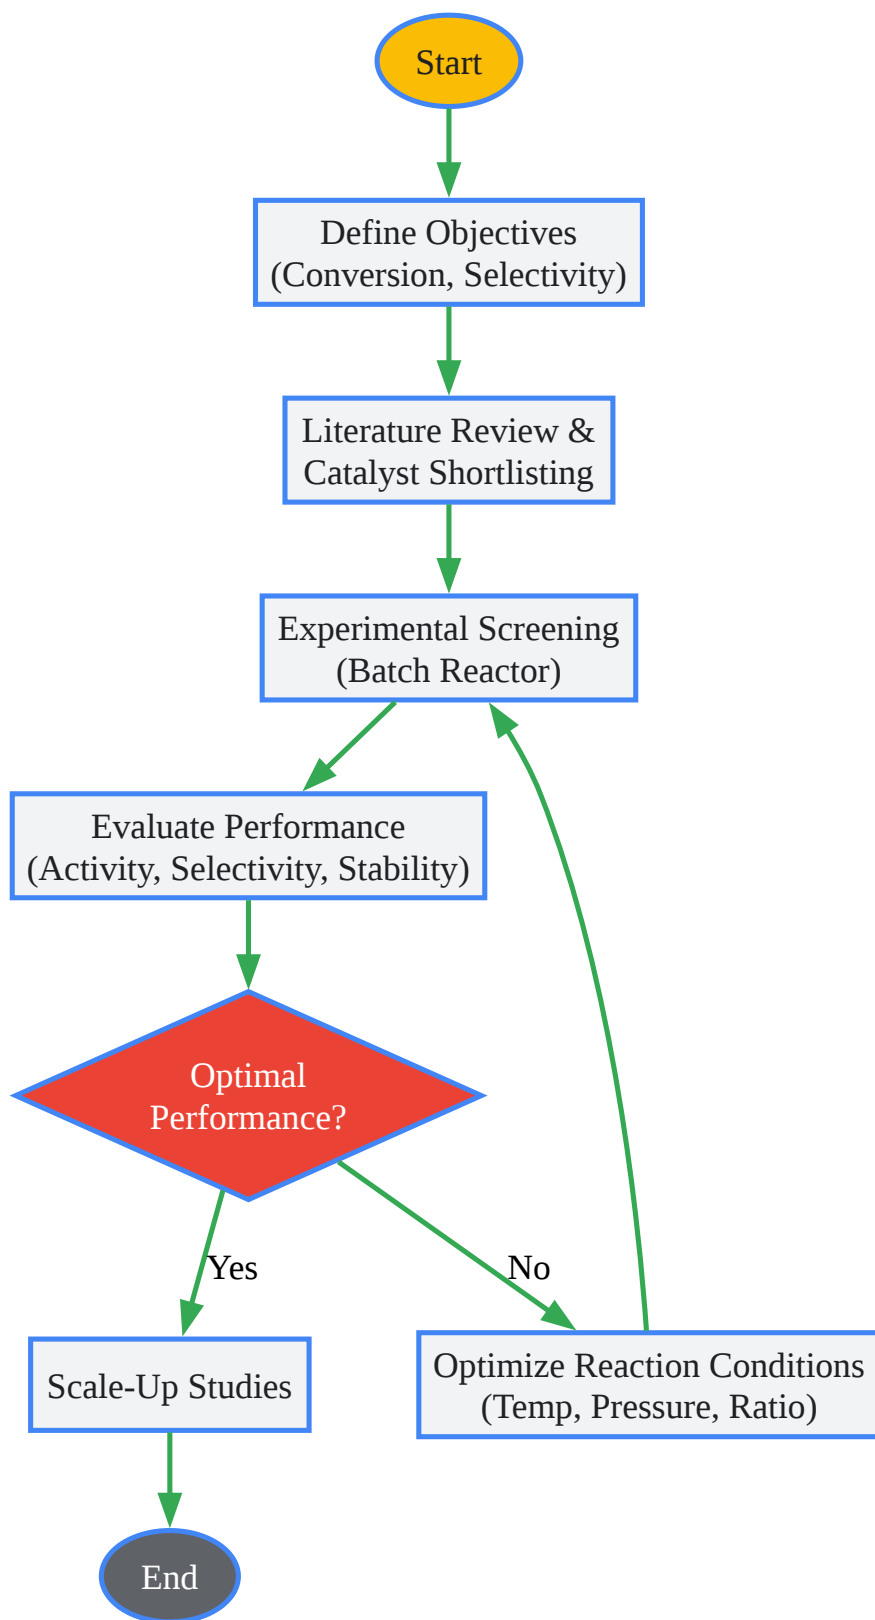 Start
Define Objectives
(Conversion, Selectivity)
Literature Review &
Catalyst Shortlisting
Experimental Screening
(Batch Reactor)
Evaluate Performance
(Activity, Selectivity, Stability)
Optimal
Performance?
Yes
No
Scale-Up Studies
Optimize Reaction Conditions
(Temp, Pressure, Ratio)
End